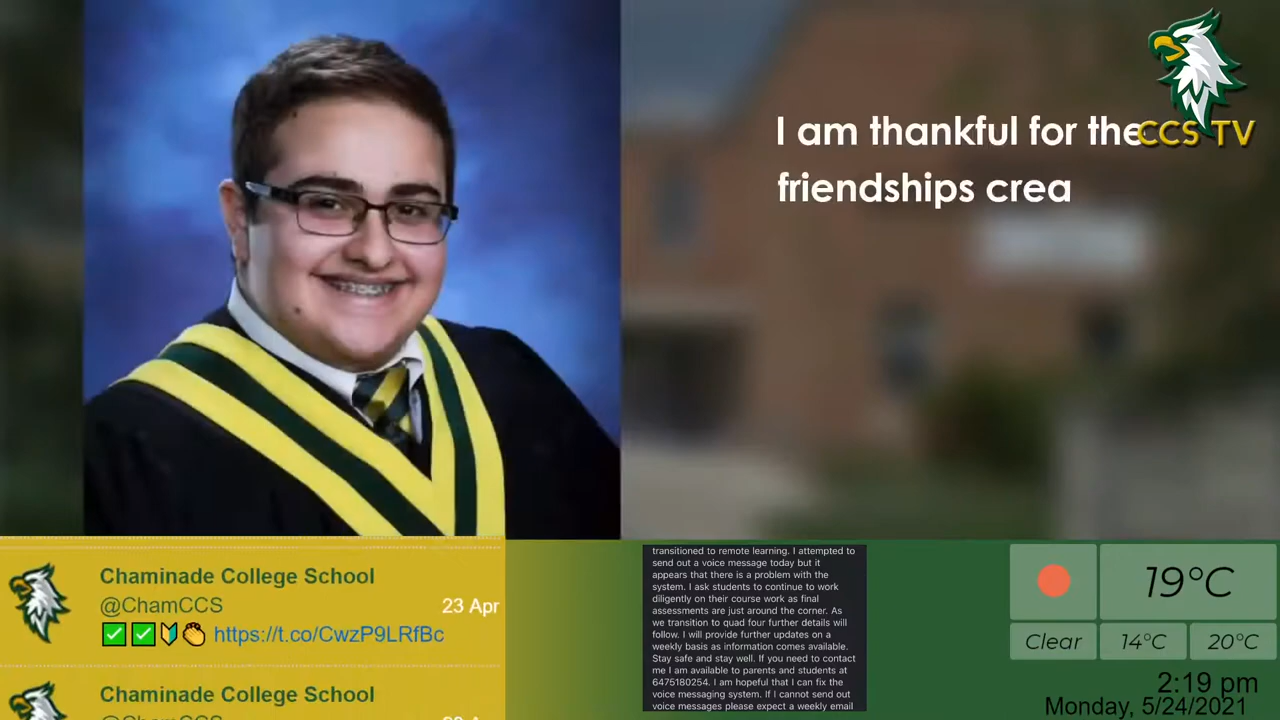 I am thankful for the
friendships crea
CCS TV
Chaminade College School
@ChamCCS
23 Apr
https://t.co/CwzP9LRfBc
Chaminade College School
transitioned to remote learning. I attempted to
send out a voice message today but it
appears that there is a problem with the
system. I ask students to continue to work
diligently on their course work as final
assessments are just around the corner. As
we transition to quad four further details will
follow. I will provide further updates on a
weekly basis as information comes available.
Stay safe and stay well. If you need to contact
me I am available to parents and students at
6475180254. I am hopeful that I can fix the
voice messaging system. If I cannot send out
voice messages please expect a weekly email
19°C
Clear
14°C
20°C
2:19 pm
Monday, 5/24/2021